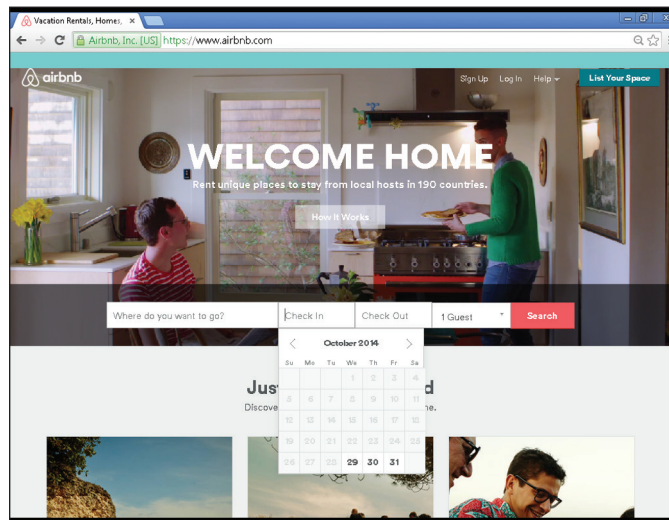 Vacation Rentals, Homes,
Airbnb, Inc. [US] https://www.airbnb.com
airbnb
Sign Up Log In Help List Your Space
WELCOME HOME
Rent unique places to stay from local hosts in 190 countries.
How It Works
Where do you want to go? Check In Check Out 1 Guest Search
October 2014
Su Mo Tu We Th Fr Sa
1 2 3 4
5 6 7 8 9 10 11
12 13 14 15 16 17 18
19 20 21 22 23 24 25
26 27 28 29 30 31
Jus d
Discove ne.